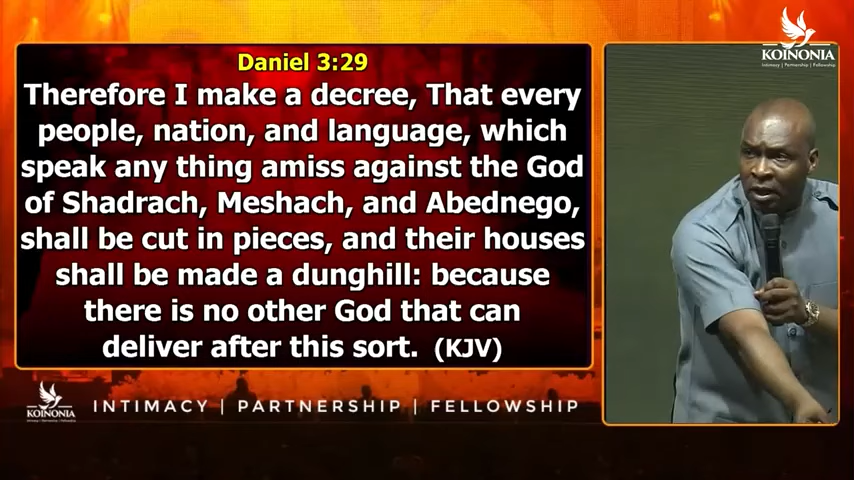 Daniel 3:29
Therefore I make a decree, That every
people, nation, and language, which
speak any thing amiss against the God
of Shadrach, Meshach, and Abednego,
shall be cut in pieces, and their houses
shall be made a dunghill: because
there is no other God that can
deliver after this sort. (KJV)
KOINONIA
Intimacy | Partnership | Fellowship
KOINONIA
INTIMACY | PARTNERSHIP | FELLOWSHIP